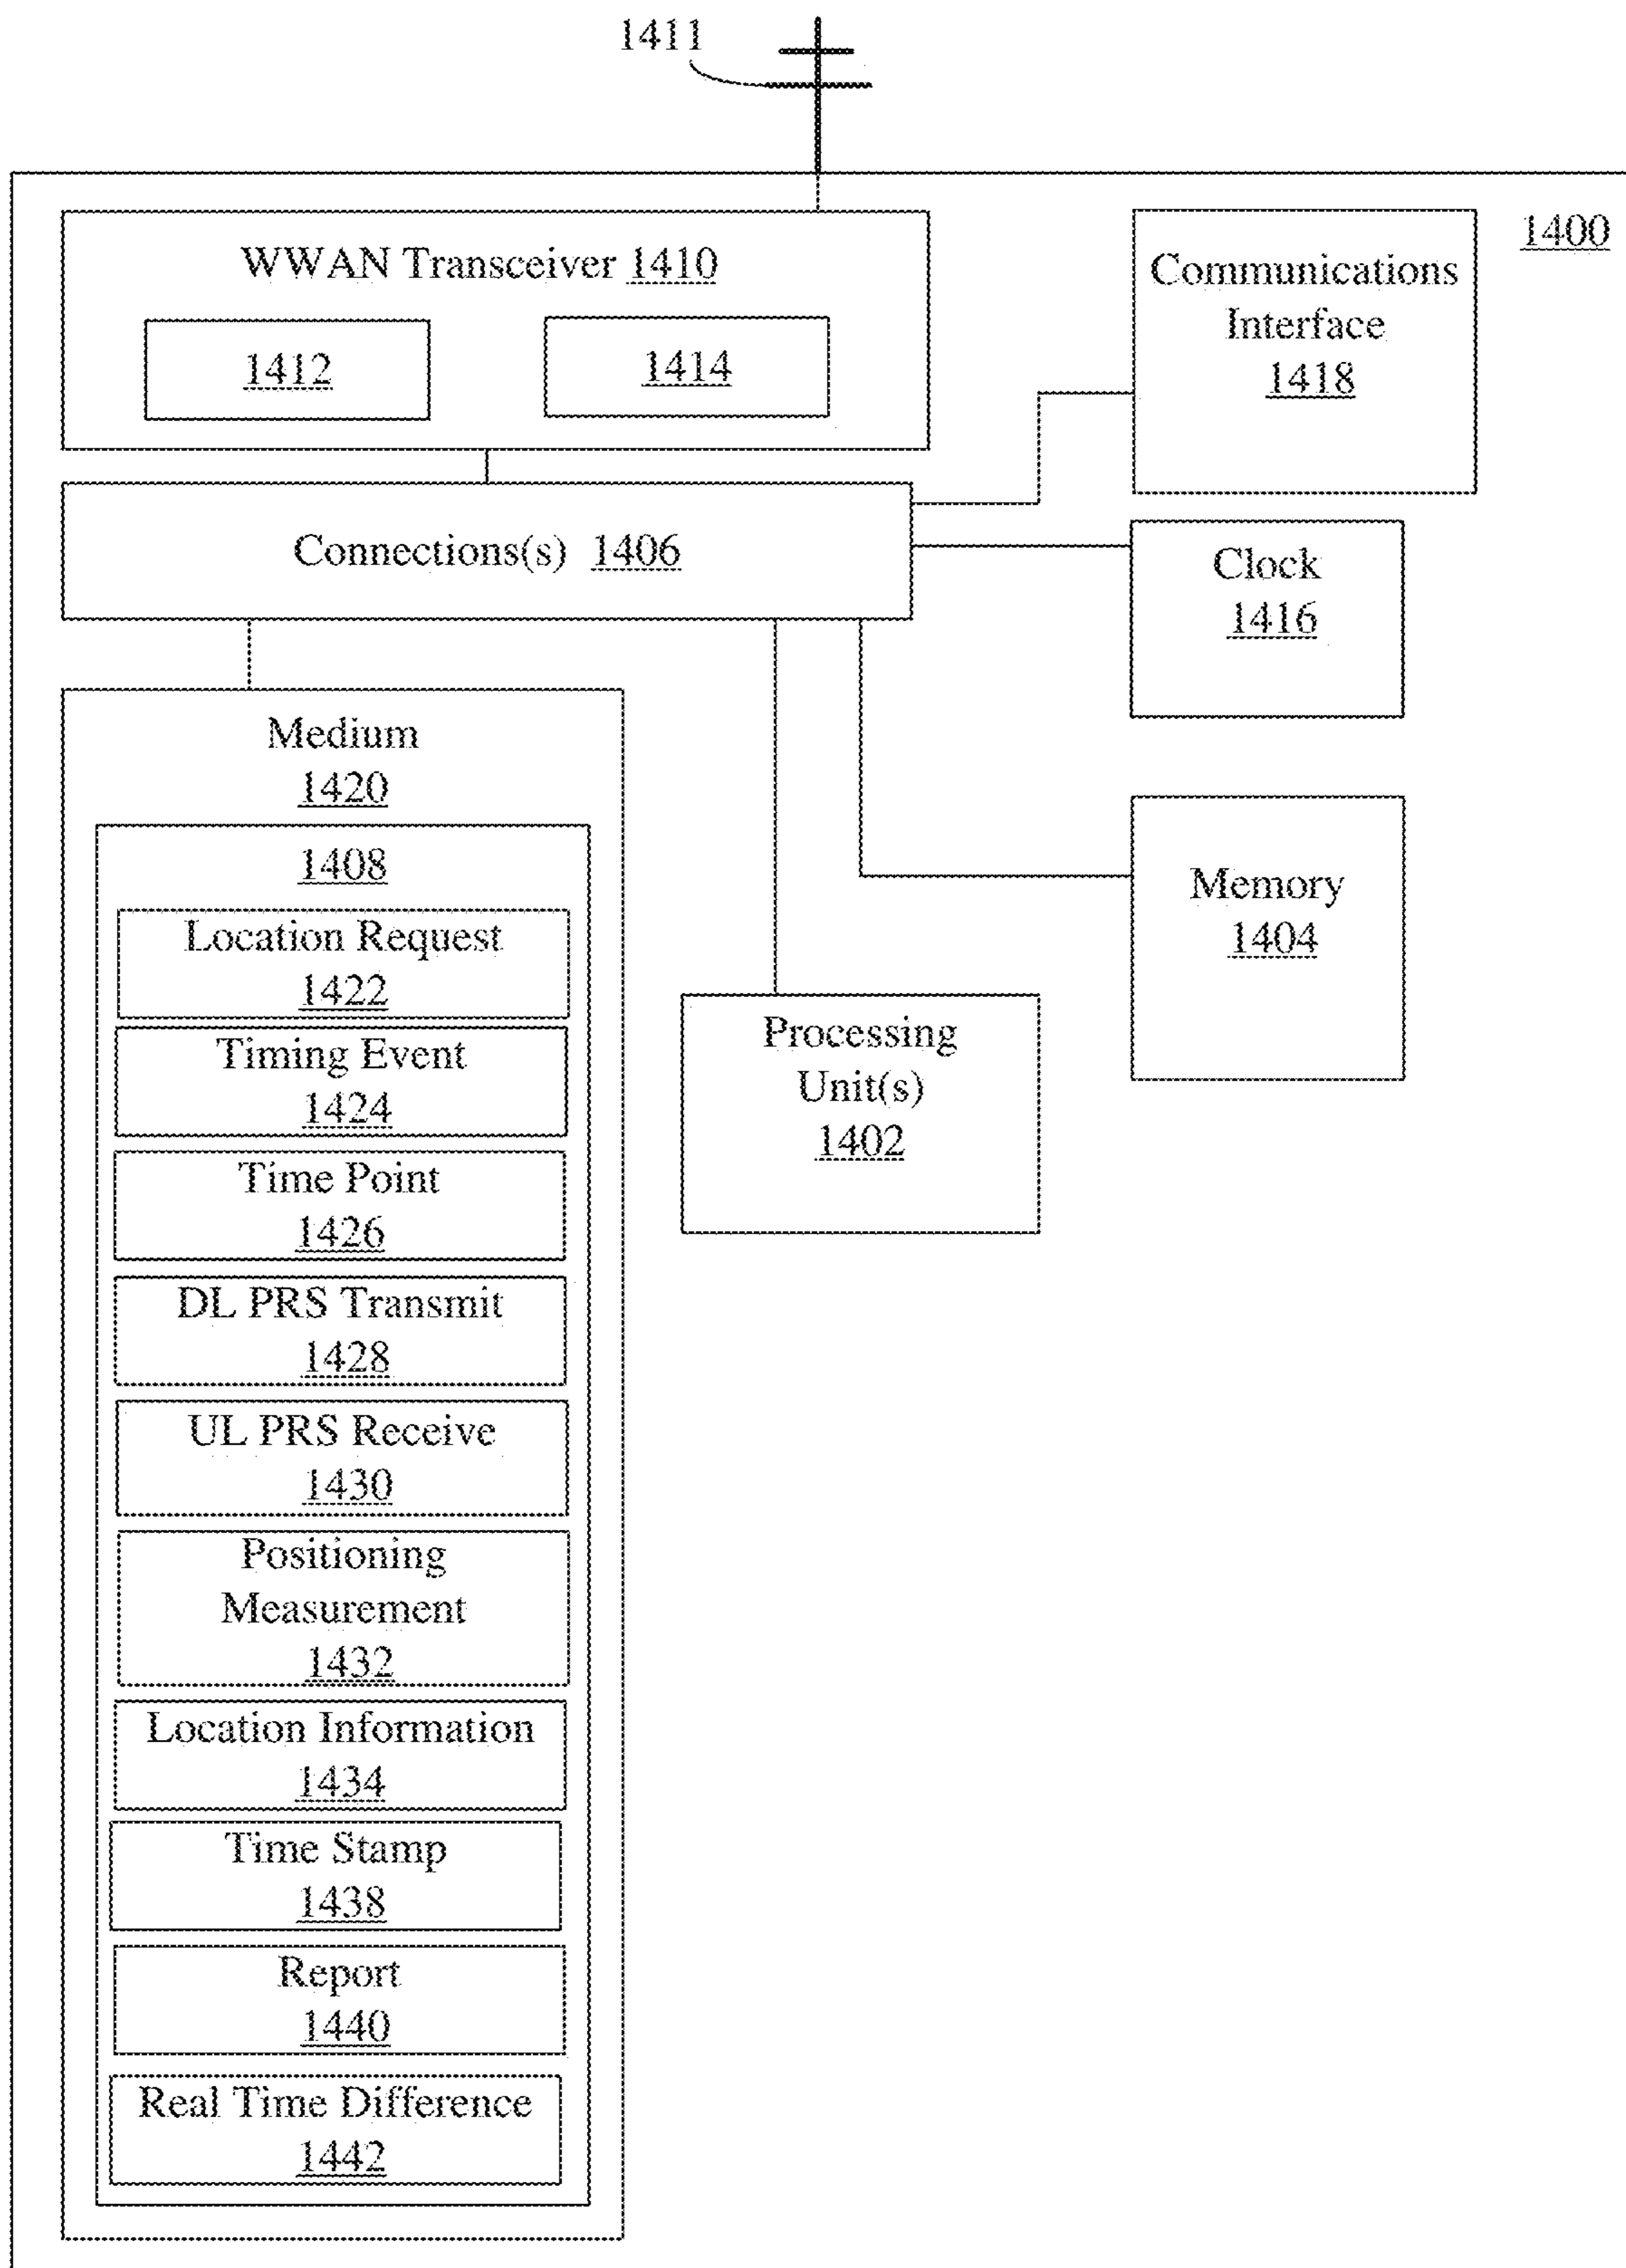 1411
1400
WWAN Transceiver 1410
1412
1414
Communications
Interface
1418
Connections(s) 1406
Clock
1416
Medium
1420
1408
Location Request
1422
Timing Event
1424
Time Point
1426
DL PRS Transmit
1428
UL PRS Receive
1430
Positioning
Measurement
1432
Location Information
1434
Time Stamp
1438
Report
1440
Real Time Difference
1442
Processing
Unit(s)
1402
Memory
1404